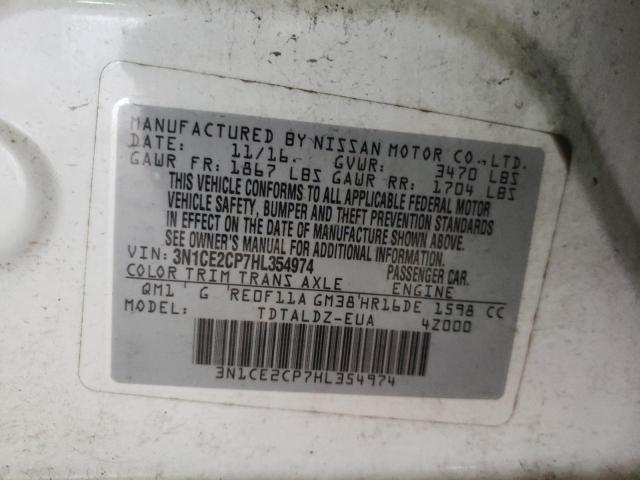 MANUFACTURED BY NISSAN MOTOR CO., LTD.
DATE: 11/16. GVWR: 3470 LBS
GAWR FR: 1867 LBS GAWR RR: 1704 LBS
THIS VEHICLE CONFORMS TO ALL APPLICABLE FEDERAL MOTOR
VEHICLE SAFETY, BUMPER AND THEFT PREVENTION STANDARDS
IN EFFECT ON THE DATE OF MANUFACTURE SHOWN ABOVE.
SEE OWNER'S MANUAL FOR ADDITIONAL INFORMATION.
VIN: 3N1CE2CP7HL354974 PASSENGER CAR.
COLOR TRIM TRANS AXLE ENGINE
QM1 ' G 'RE0F11A GM38'HR16DE 1598 CC
MODEL: TDTALDZ-EUA 4Z000
3N1CE2CP7HL354974